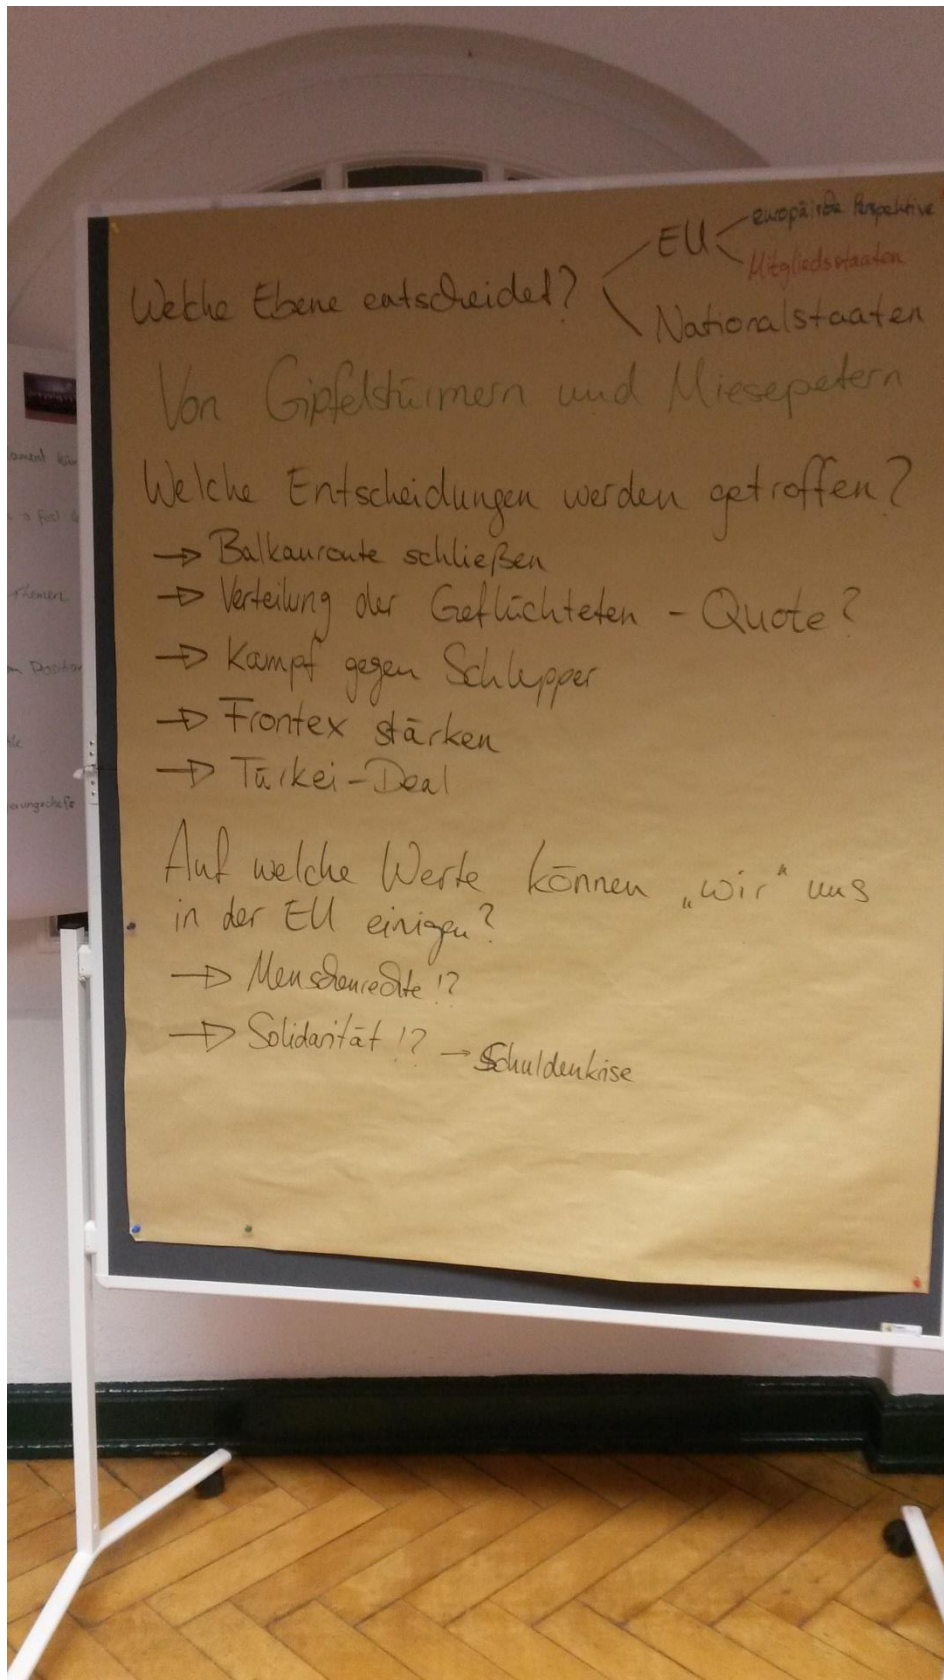 europäische Perspektive
EU
Mitgliedsstaaten
Welche Ebene entscheidet?
Nationalstaaten
Von Gipfelstürmern und Miesepetern
Welche Entscheidungen werden getroffen?
→ Balkanroute schließen
→ Verteilung der Geflüchteten - Quote?
→ Kampf gegen Schlepper
→ Frontex stärken
→ Türkei-Deal
Auf welche Werte können „wir“ uns
in der EU einigen?
→ Menschenrechte!?
→ Solidarität!? → Schuldenkrise